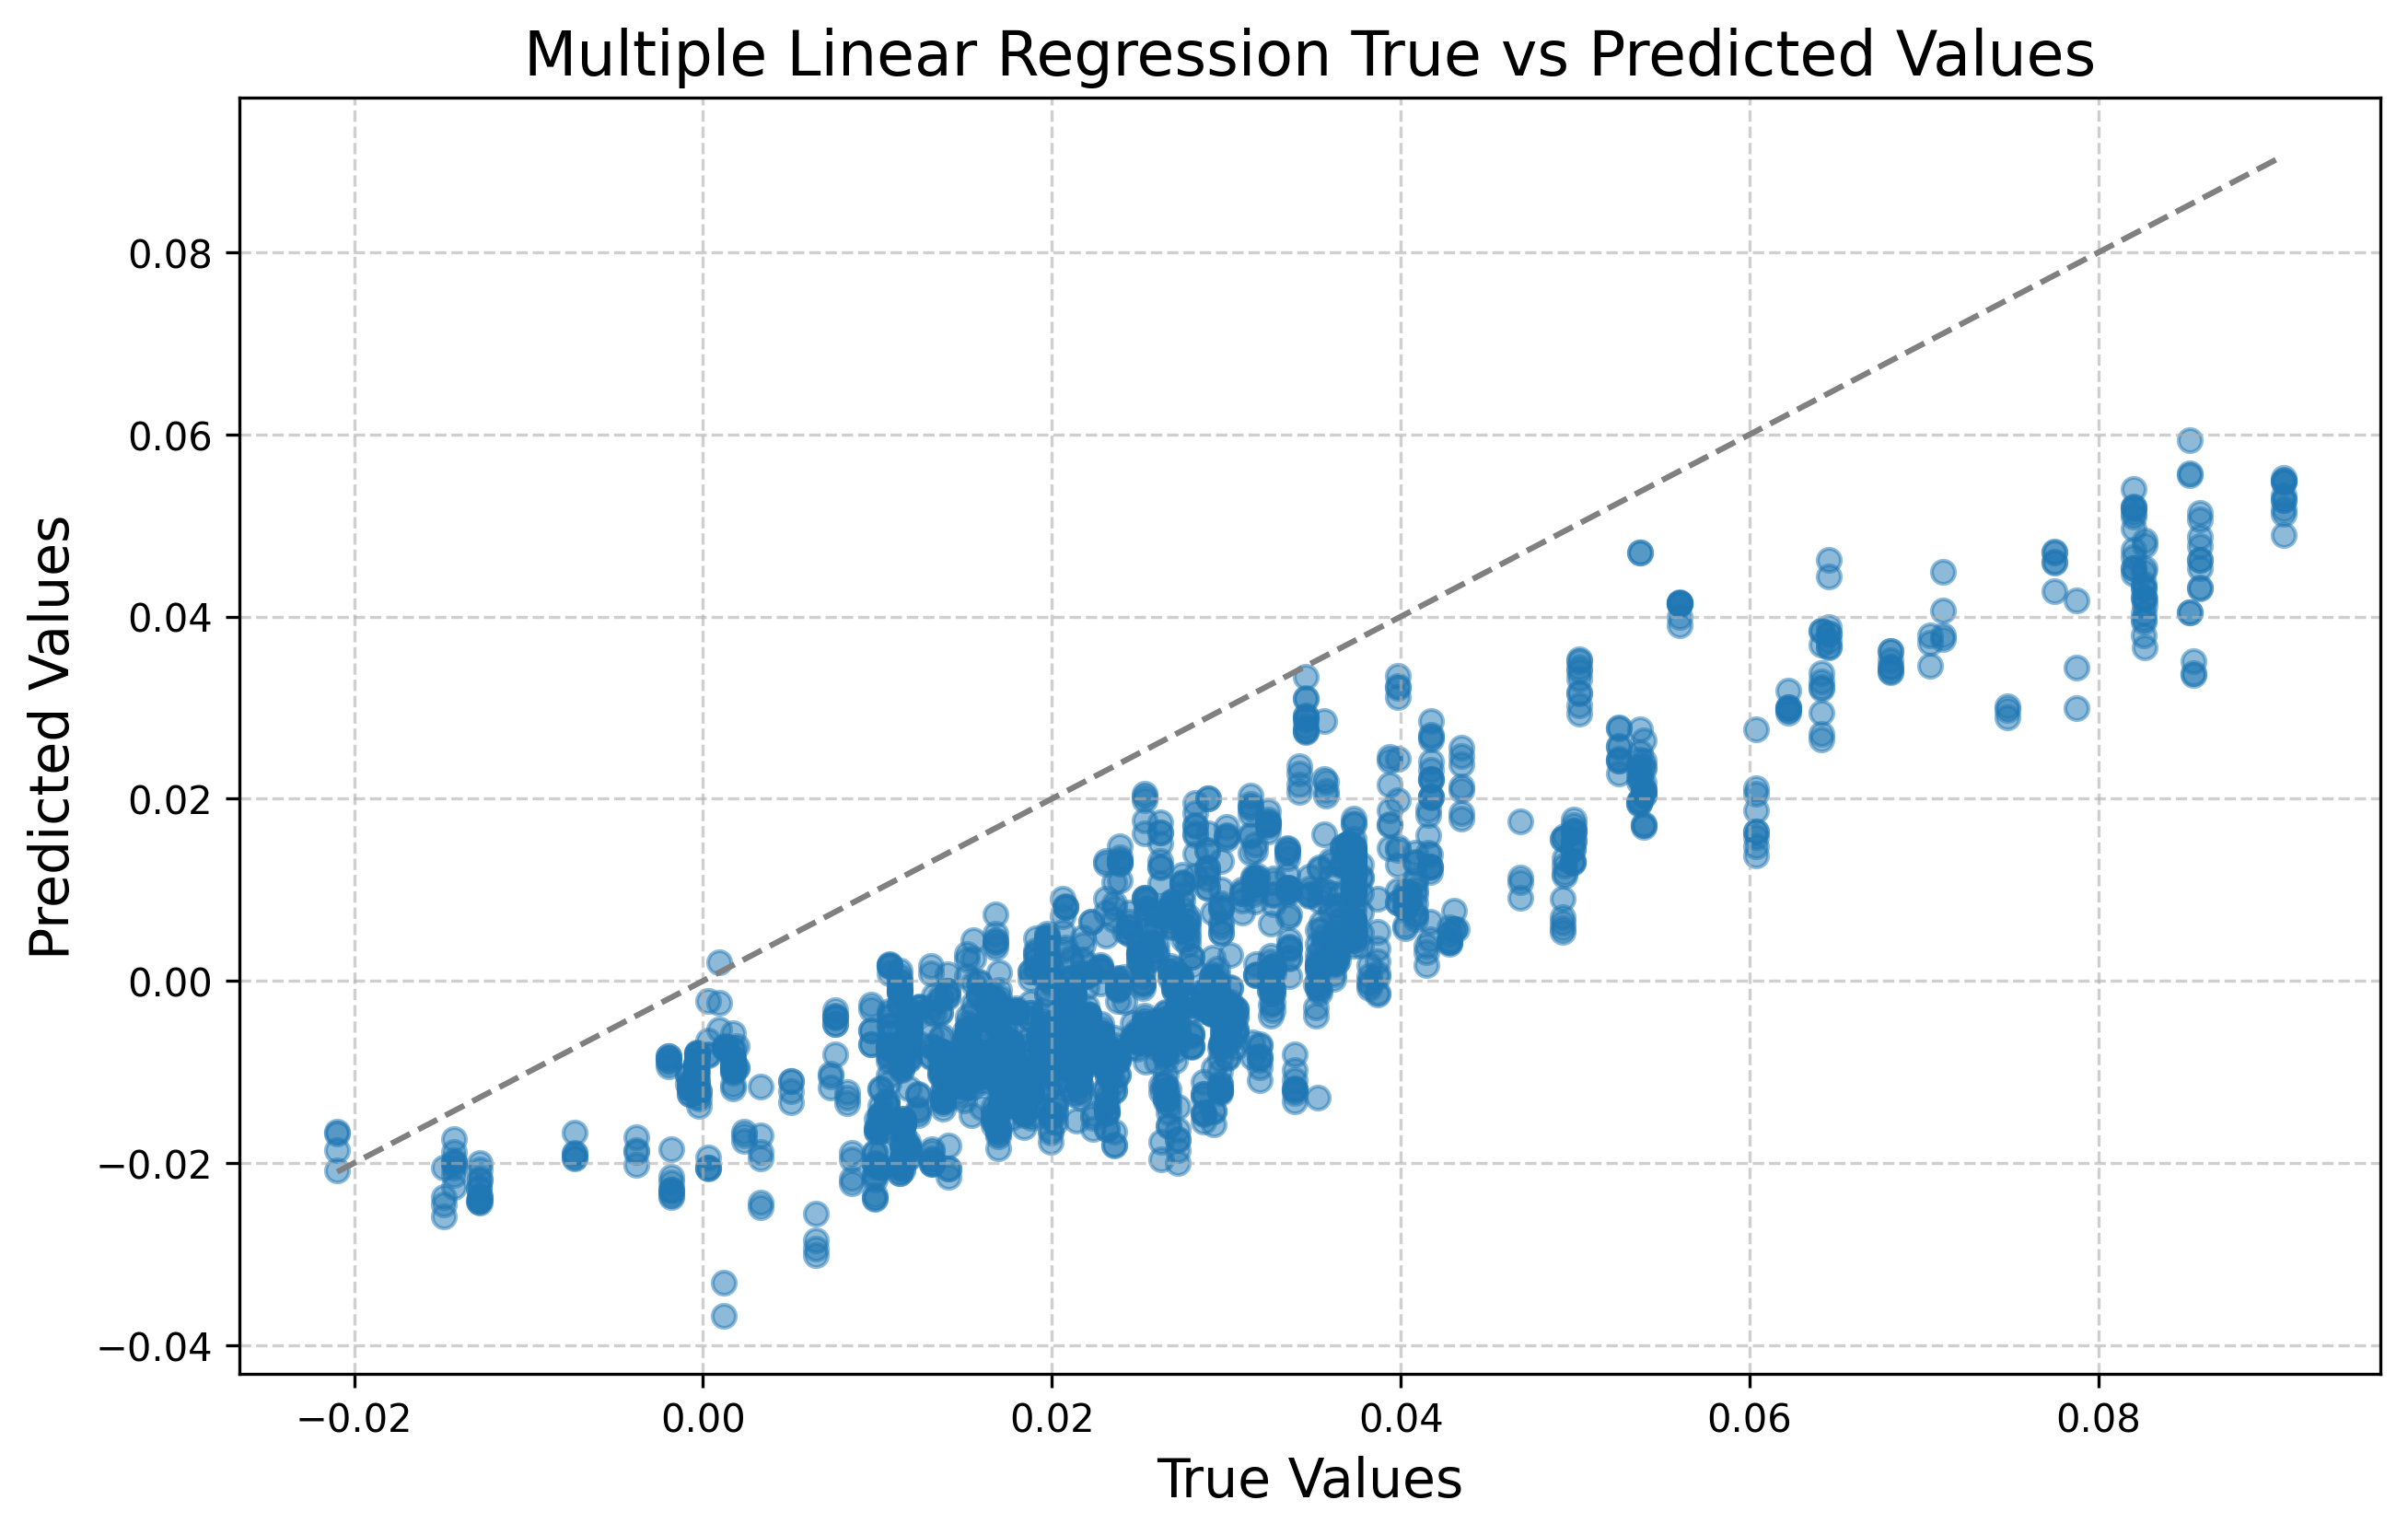 Multiple Linear Regression True vs Predicted Values
Predicted Values
0.08
0.06
0.04
0.02
0.00
−0.02
−0.04
−0.02 0.00 0.02 0.04 0.06 0.08
True Values